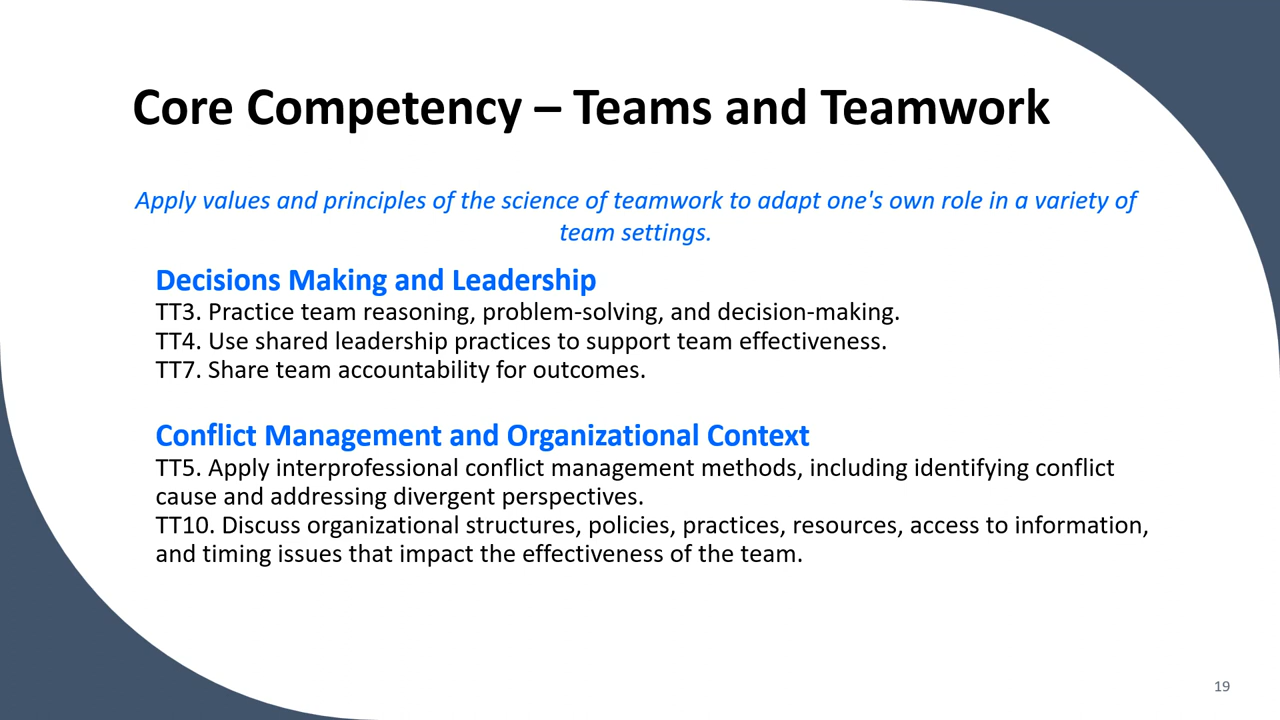 Core Competency – Teams and Teamwork
Apply values and principles of the science of teamwork to adapt one's own role in a variety of
team settings.
Decisions Making and Leadership
TT3. Practice team reasoning, problem-solving, and decision-making.
TT4. Use shared leadership practices to support team effectiveness.
TT7. Share team accountability for outcomes.
Conflict Management and Organizational Context
TT5. Apply interprofessional conflict management methods, including identifying conflict
cause and addressing divergent perspectives.
TT10. Discuss organizational structures, policies, practices, resources, access to information,
and timing issues that impact the effectiveness of the team.
19